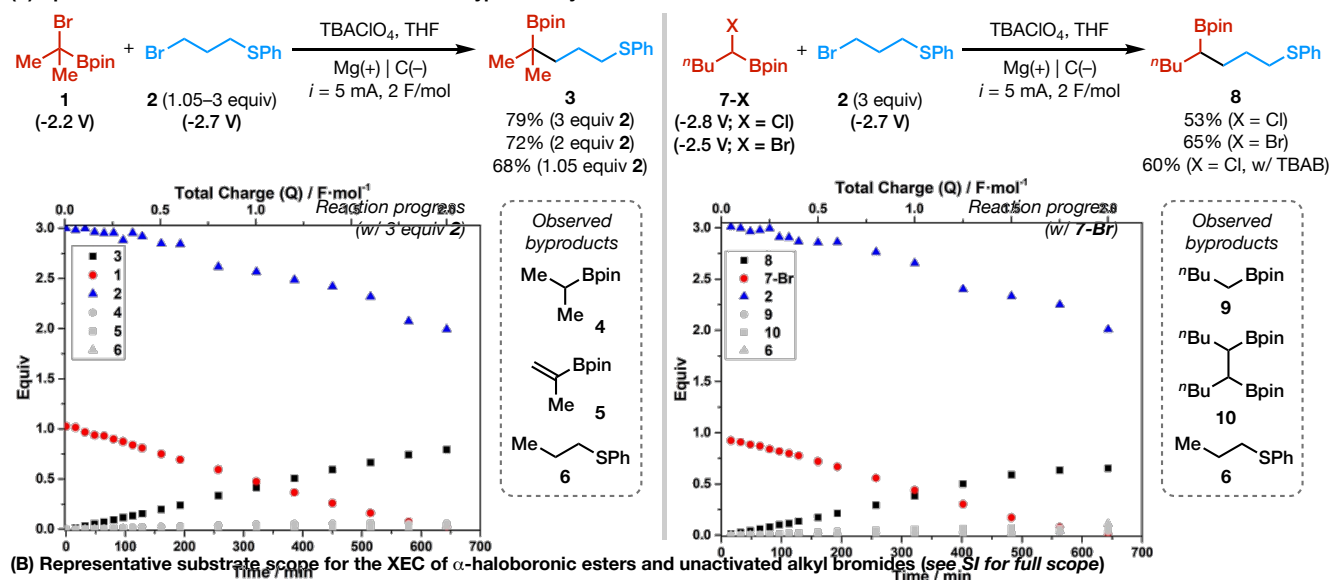 Br
Me
Bpin
Me
1
(-2.2 V)
+
Br
SPh
2 (1.05–3 equiv)
(-2.7 V)
TBAClO₄, THF
Mg(+) | C(–)
i = 5 mA, 2 F/mol
Bpin
Me
Me
SPh
3
79% (3 equiv 2)
72% (2 equiv 2)
68% (1.05 equiv 2)
X
ⁿBu
Bpin
7-X
(-2.8 V; X = Cl)
(-2.5 V; X = Br)
+
Br
SPh
2 (3 equiv)
(-2.7 V)
TBAClO₄, THF
Mg(+) | C(–)
i = 5 mA, 2 F/mol
Bpin
ⁿBu
SPh
8
53% (X = Cl)
65% (X = Br)
60% (X = Cl, w/ TBAB)
Total Charge (Q) / F·mol⁻¹
0.0 0.5 1.0 1.5 2.0
Reaction progress
(w/ 3 equiv 2)
3.0
2.5
2.0
1.5
1.0
0.5
0.0
Equiv
3
1
2
4
5
6
0 100 200 300 400 500 600 700
Time / min
Observed
byproducts
Me
Bpin
Me
4
Bpin
Me
5
Me
SPh
6
Total Charge (Q) / F·mol⁻¹
0.0 0.5 1.0 1.5 2.0
Reaction progress
(w/ 7-Br)
3.0
2.5
2.0
1.5
1.0
0.5
0.0
Equiv
8
7-Br
2
9
10
6
0 100 200 300 400 500 600 700
Time / min
Observed
byproducts
ⁿBu
Bpin
9
ⁿBu
Bpin
ⁿBu
Bpin
10
Me
SPh
6
(B) Representative substrate scope for the XEC of α-haloboronic esters and unactivated alkyl bromides (see SI for full scope)